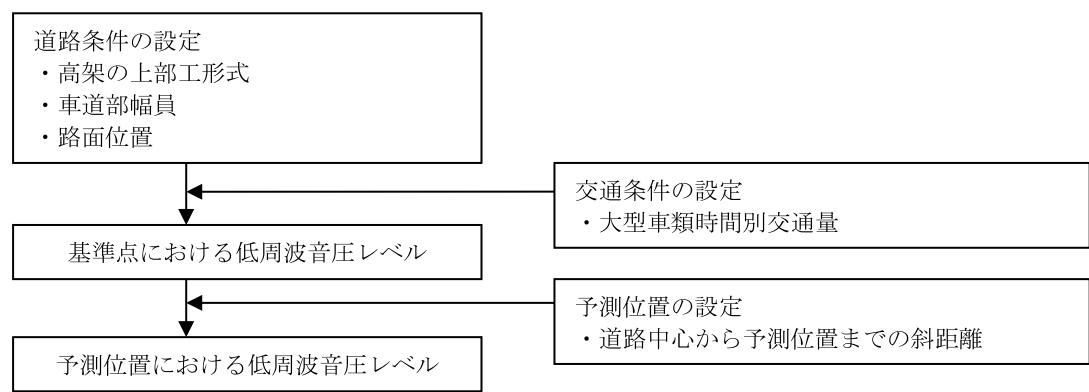 道路条件の設定
・高架の上部工形式
・車道部幅員
・路面位置
交通条件の設定
・大型車類時間別交通量
基準点における低周波音圧レベル
予測位置の設定
・道路中心から予測位置までの斜距離
予測位置における低周波音圧レベル